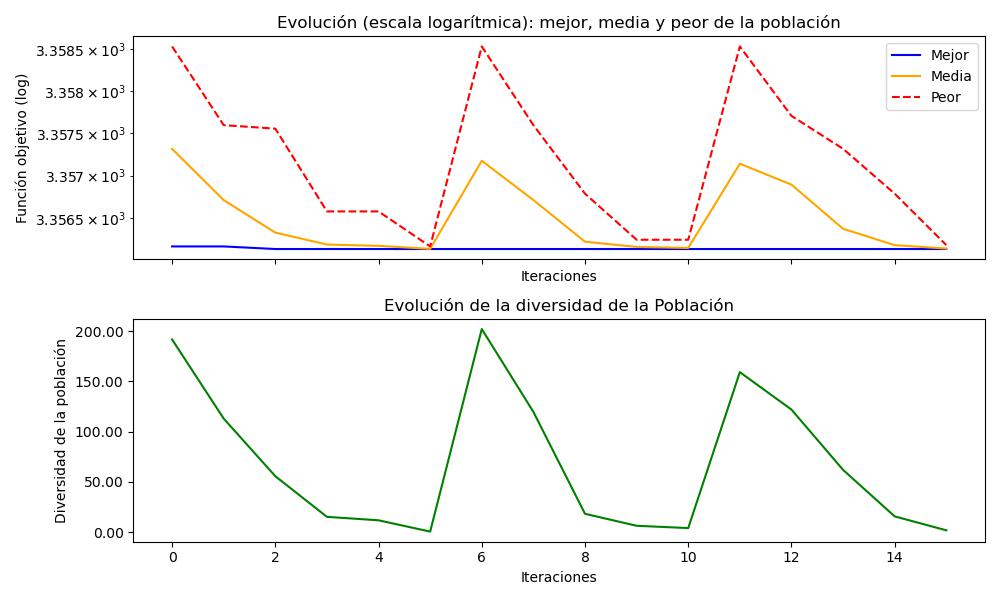 Evolución (escala logarítmica): mejor, media y peor de la población
3.3585 × 10³
3.358 × 10³
3.3575 × 10³
3.357 × 10³
3.3565 × 10³
Función objetivo (log)
Mejor
Media
Peor
Iteraciones
Evolución de la diversidad de la Población
200.00
150.00
100.00
50.00
0.00
Diversidad de la población
0 2 4 6 8 10 12 14
Iteraciones